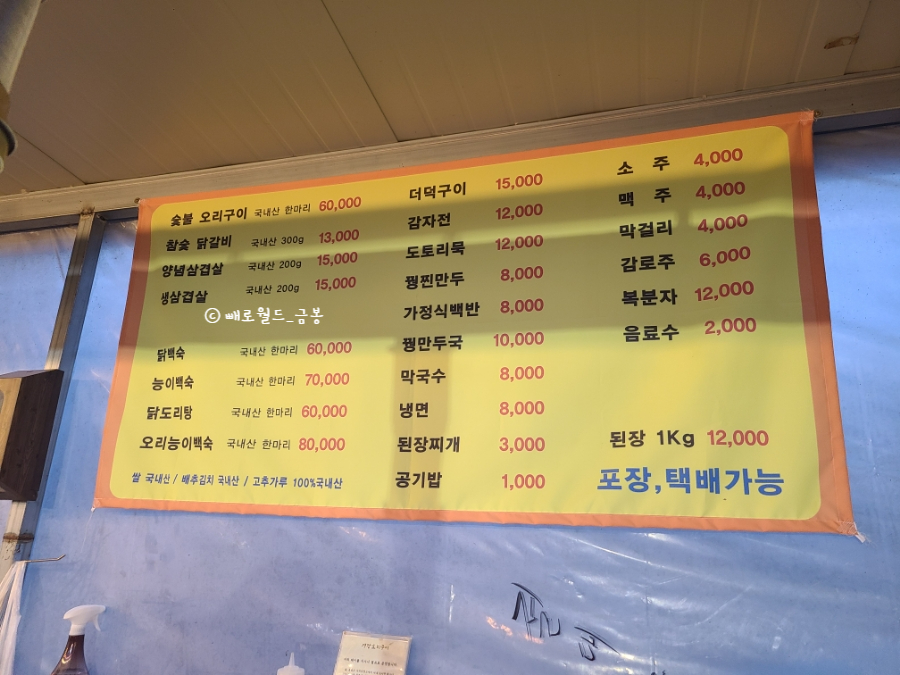 숯불 오리구이 국내산 한마리 60,000
참숯 닭갈비 국내산 300g 13,000
양념삼겹살 국내산 200g 15,000
생삼겹살 국내산 200g 15,000
ⓒ빼로월드_금봉
닭백숙 국내산 한마리 60,000
능이백숙 국내산 한마리 70,000
닭도리탕 국내산 한마리 60,000
오리능이백숙 국내산 한마리 80,000
쌀 국내산 / 배추김치 국내산 / 고추가루 100%국내산
더덕구이 15,000
감자전 12,000
도토리묵 12,000
꿩찐만두 8,000
가정식백반 8,000
꿩만두국 10,000
막국수 8,000
냉면 8,000
된장찌개 3,000
공기밥 1,000
소 주 4,000
맥 주 4,000
막걸리 4,000
감로주 6,000
복분자 12,000
음료수 2,000
된장 1Kg 12,000
포장,택배가능